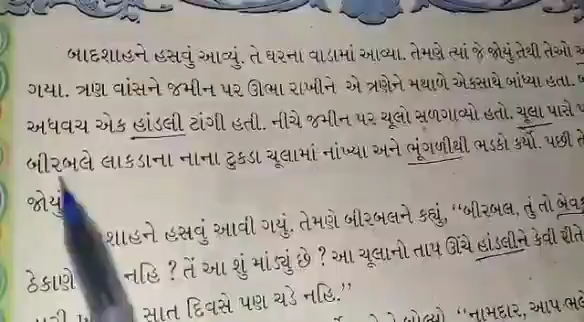 બાદશાહને હસવું આવ્યું. તે ઘરના વાડામાં આવ્યા. તેમણે ત્યાં જે જોયું તેથી તેઓ
ગયા. ત્રણ વાંસને જમીન પર ઊભા રાખીને એ ત્રણેને મથાળે એકસાથે બાંધ્યા હતા.
અધવચ એક હાંડલી ટાંગી હતી. નીચે જમીન પર ચૂલો સળગાવ્યો હતો. ચૂલા પાસે
બીરબલે લાકડાના નાના ટુકડા ચૂલામાં નાંખ્યા અને ભૂંગળીથી ભડકો કર્યો. પછી
જોયું
શાહને હસવું આવી ગયું. તેમણે બીરબલને કહ્યું, “બીરબલ, તું તો
ઠેકાણે નહિ ? તેં આ શું માંડ્યું છે ? આ ચૂલાનો તાપ ઊંચે હાંડલીને કેવી રીતે
સાત દિવસે પણ ચડે નહિ.”
બોલ્યો “નામદાર, આપ ભલે